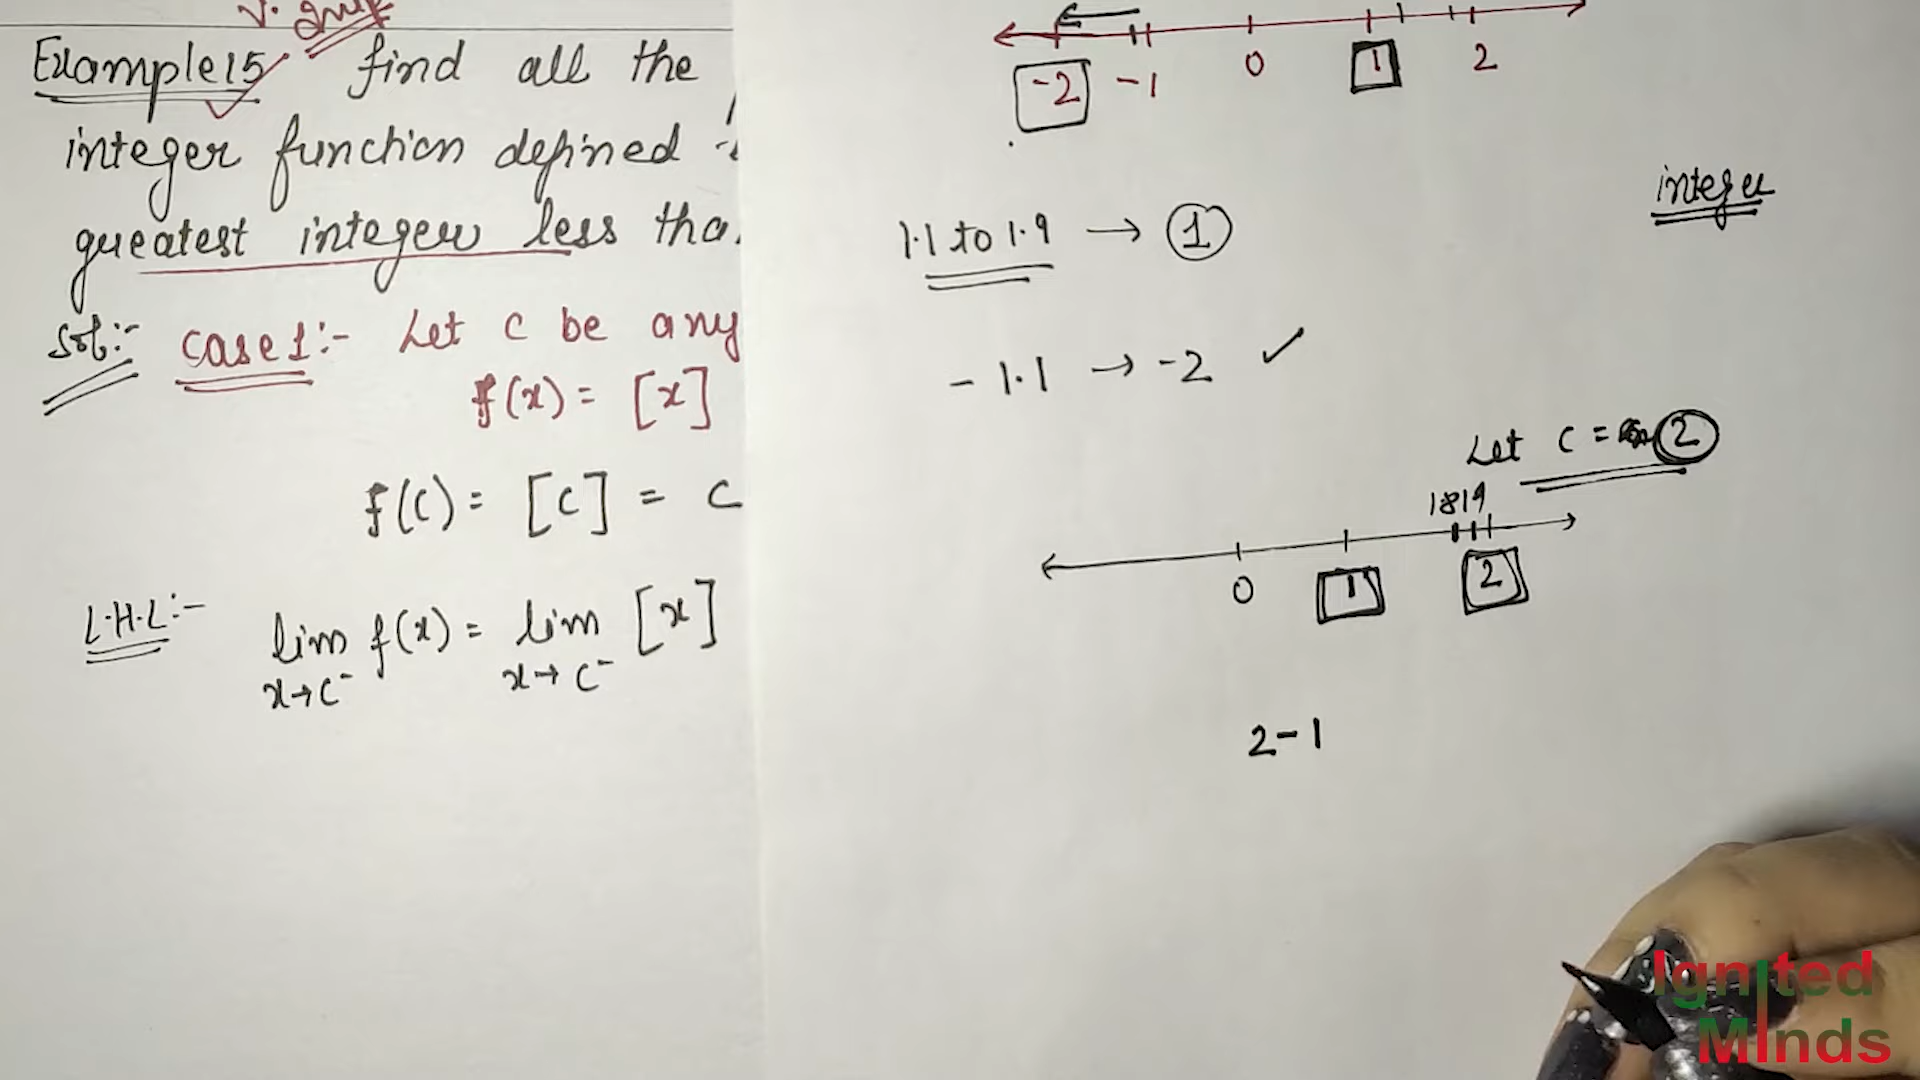 V. Imp
Example 15 find all the
integer function defined
greatest integer less tha
Sol:- Case 1:- Let C be any
f(x) = [x]
f(C) = [C] = C
L.H.L:- lim f(x) = lim [x]
x→C⁻ x→C⁻
-2 -1 0 1 2
integer
1.1 to 1.9 → 1
- 1.1 → -2 ✓
Let C = 2
1.8 1.9
0 1 2
2-1
Ignited
Minds